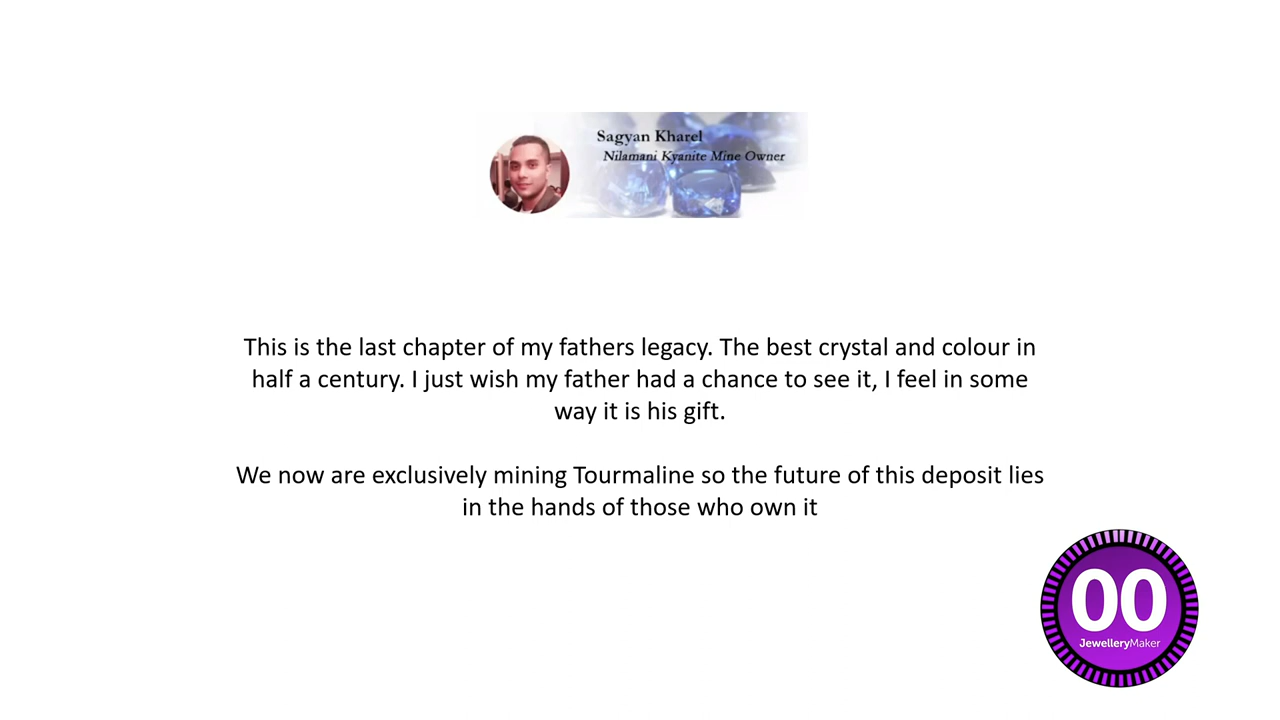 Sagyan Kharel
Nilamani Kyanite Mine Owner
This is the last chapter of my fathers legacy. The best crystal and colour in
half a century. I just wish my father had a chance to see it, I feel in some
way it is his gift.
We now are exclusively mining Tourmaline so the future of this deposit lies
in the hands of those who own it
00
JewelleryMaker